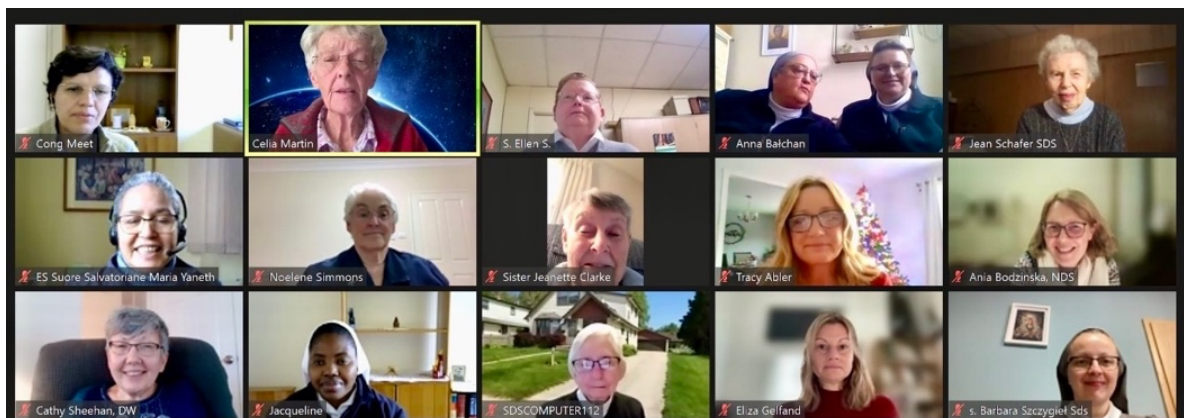 Cong Meet
Celia Martin
S. Ellen S.
Anna Bałchan
Jean Schafer SDS
ES Suore Salvatoriane Maria Yaneth
Noelene Simmons
Sister Jeanette Clarke
Tracy Abler
Ania Bodzinska, NDS
Cathy Sheehan, DW
Jacqueline
SDSCOMPUTER112
Eliza Gelfand
s. Barbara Szczygieł Sds